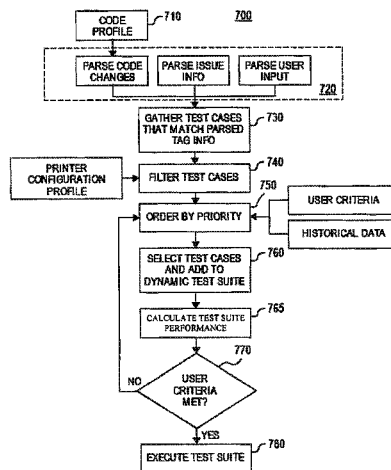 CODE
PROFILE
710
700
PARSE CODE
CHANGES
PARSE ISSUE
INFO
PARSE USER
INPUT
720
GATHER TEST CASES
THAT MATCH PARSED
TAG INFO
730
PRINTER
CONFIGURATION
PROFILE
FILTER TEST CASES
740
750
ORDER BY PRIORITY
USER CRITERIA
HISTORICAL DATA
SELECT TEST CASES
AND ADD TO
DYNAMIC TEST SUITE
760
CALCULATE TEST SUITE
PERFORMANCE
765
770
NO
USER
CRITERIA
MET?
YES
EXECUTE TEST SUITE
780